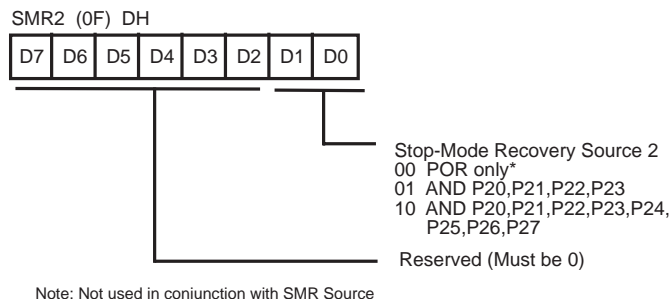 SMR2 (0F) DH
D7 D6 D5 D4 D3 D2 D1 D0
Stop-Mode Recovery Source 2
00 POR only*
01 AND P20,P21,P22,P23
10 AND P20,P21,P22,P23,P24,
P25,P26,P27
Reserved (Must be 0)
Note: Not used in conjunction with SMR Source